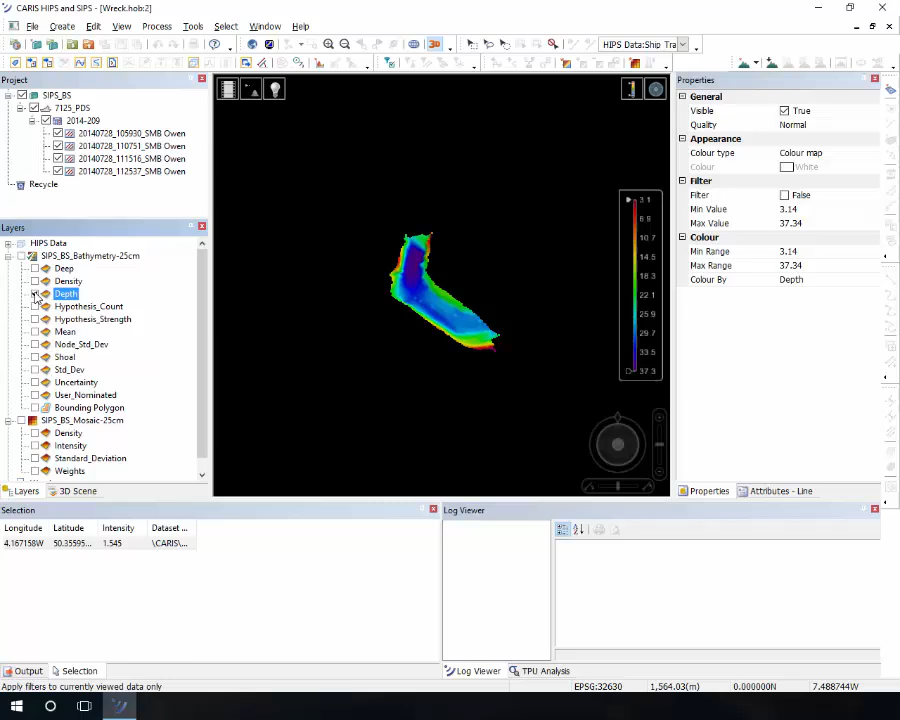 CARIS HIPS and SIPS - [Wreck.hob:2]
File Create Edit View Process Tools Select Window Help
3D
HIPS Data:Ship Tra
Project
SIPS_BS
7125_PDS
2014-209
20140728_105930_SMB Owen
20140728_110751_SMB Owen
20140728_111516_SMB Owen
20140728_112537_SMB Owen
Recycle
Layers
HIPS Data
SIPS_BS_Bathymetry-25cm
Deep
Density
Depth
Hypothesis_Count
Hypothesis_Strength
Mean
Node_Std_Dev
Shoal
Std_Dev
Uncertainty
User_Nominated
Bounding Polygon
SIPS_BS_Mosaic-25cm
Density
Intensity
Standard_Deviation
Weights
Layers 3D Scene
3.1
6.9
10.7
14.5
18.3
22.1
25.9
29.7
33.5
37.3
Properties
General
Visible True
Quality Normal
Appearance
Colour type Colour map
Colour White
Filter
Filter False
Min Value 3.14
Max Value 37.34
Colour
Min Range 3.14
Max Range 37.34
Colour By Depth
Properties Attributes - Line
Selection
Longitude Latitude Intensity Dataset ...
4.167158W 50.35595... 1.545 \CARIS\...
Output Selection
Log Viewer
Log Viewer TPU Analysis
Apply filters to currently viewed data only
EPSG:32630 1,564.03(m) 0.000000N 7.488744W